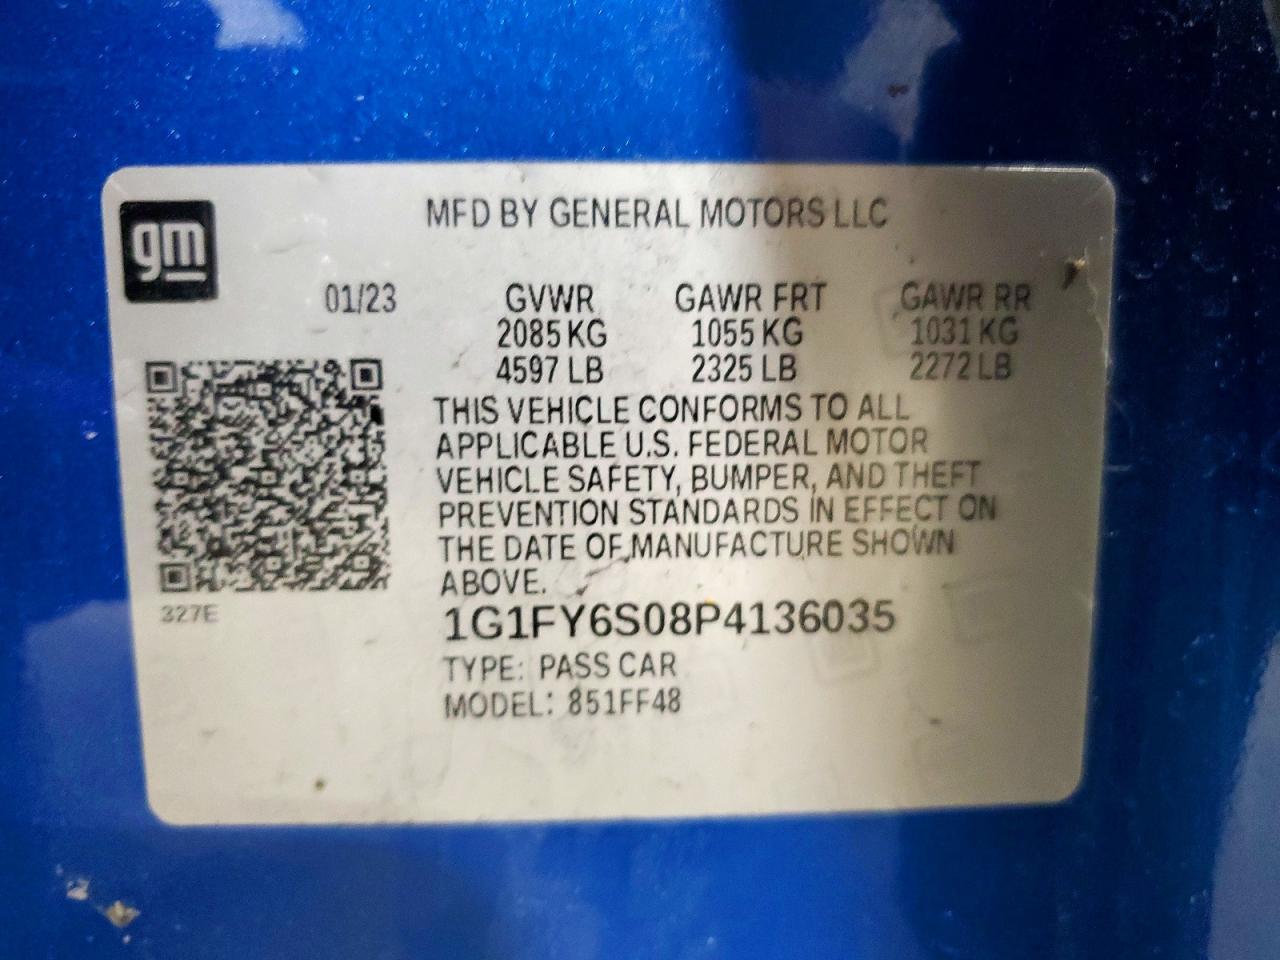 gm
MFD BY GENERAL MOTORS LLC
01/23 GVWR GAWR FRT GAWR RR
2085 KG 1055 KG 1031 KG
4597 LB 2325 LB 2272 LB
THIS VEHICLE CONFORMS TO ALL
APPLICABLE U.S. FEDERAL MOTOR
VEHICLE SAFETY, BUMPER, AND THEFT
PREVENTION STANDARDS IN EFFECT ON
THE DATE OF MANUFACTURE SHOWN
ABOVE.
327E
1G1FY6S08P4136035
TYPE: PASS CAR
MODEL: 851FF48